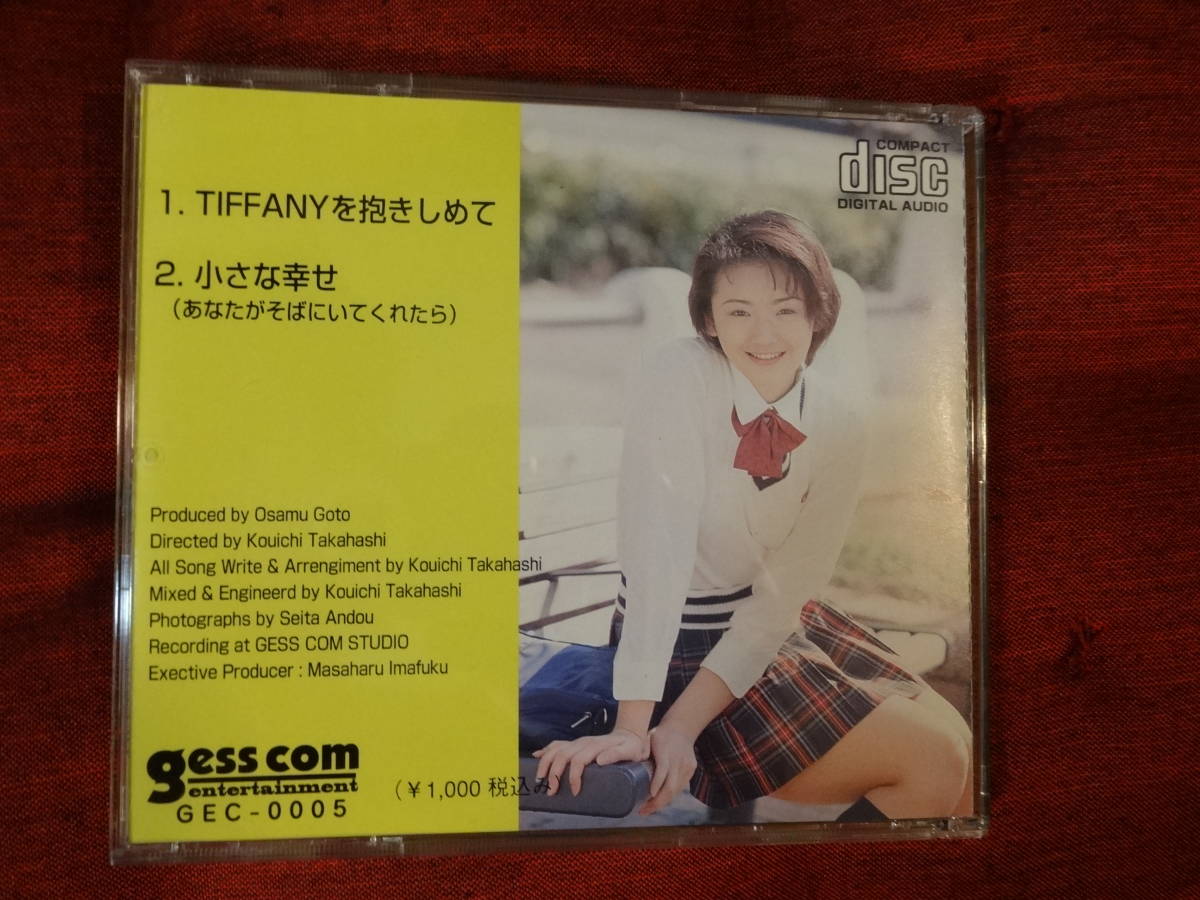 COMPACT
disc
DIGITAL AUDIO
1. TIFFANYを抱きしめて
2. 小さな幸せ
（あなたがそばにいてくれたら）
Produced by Osamu Goto
Directed by Kouichi Takahashi
All Song Write & Arrengiment by Kouichi Takahashi
Mixed & Engineerd by Kouichi Takahashi
Photographs by Seita Andou
Recording at GESS COM STUDIO
Exective Producer : Masaharu Imafuku
gess com
entertainment
GEC-0005
（￥1,000 税込み）